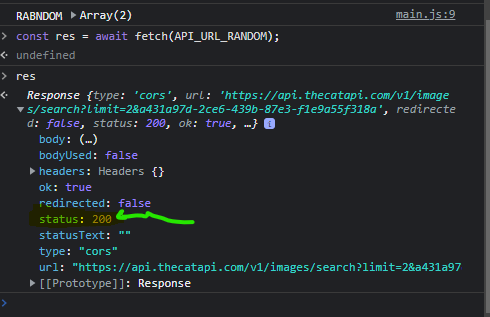 RABNDOM ▶Array(2) main.js:9
> const res = await fetch(API_URL_RANDOM);
< undefined
> res
< Response {type: 'cors', url: 'https://api.thecatapi.com/v1/image
▼s/search?limit=2&a431a97d-2ce6-439b-87e3-f1e9a55f318a', redirecte
d: false, status: 200, ok: true, …} i
body: (…)
bodyUsed: false
▶ headers: Headers {}
ok: true
redirected: false
status: 200
statusText: ""
type: "cors"
url: "https://api.thecatapi.com/v1/images/search?limit=2&a431a97
▶ [[Prototype]]: Response
>